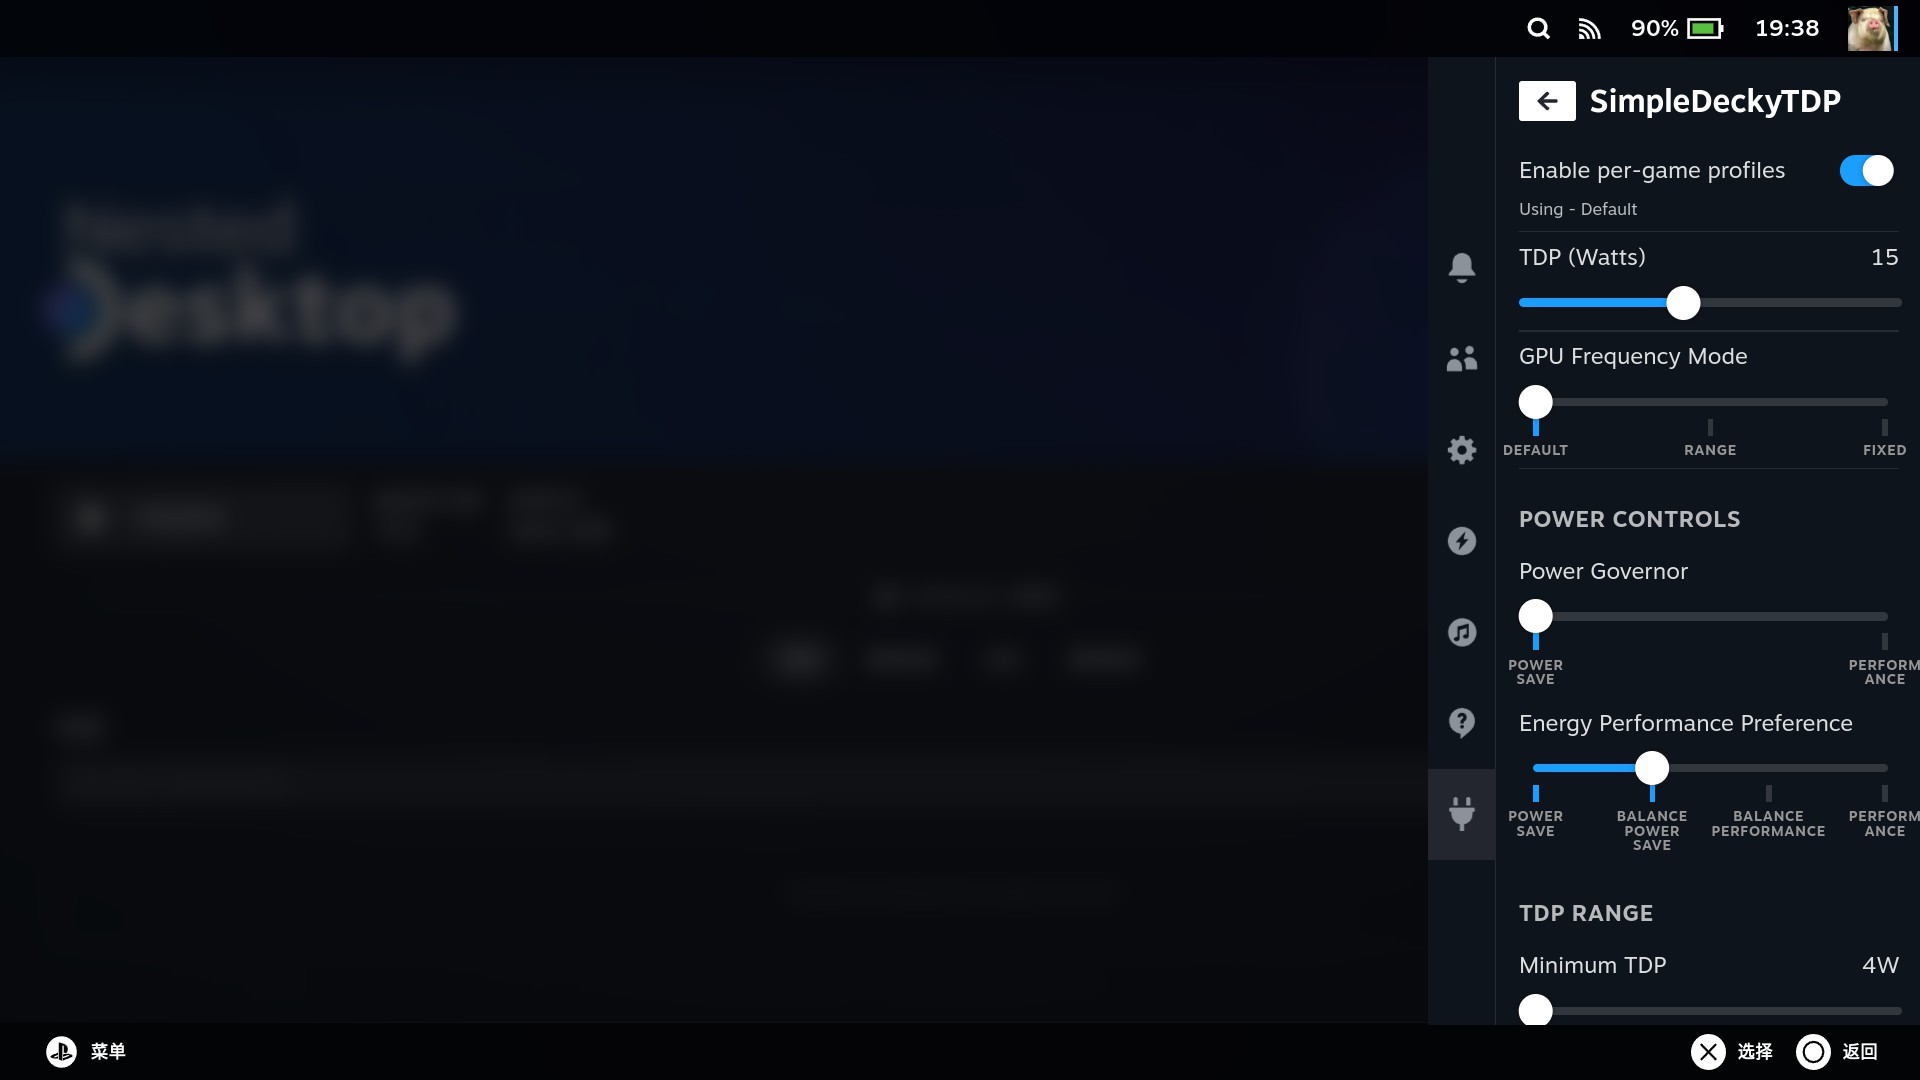 90%
19:38
SimpleDeckyTDP
Enable per-game profiles
Using - Default
TDP (Watts) 15
GPU Frequency Mode
DEFAULT RANGE FIXED
POWER CONTROLS
Power Governor
POWER SAVE
PERFORMANCE
Energy Performance Preference
POWER SAVE
BALANCE POWER SAVE
BALANCE PERFORMANCE
PERFORMANCE
TDP RANGE
Minimum TDP 4W
Nested
Desktop
菜单
选择
返回